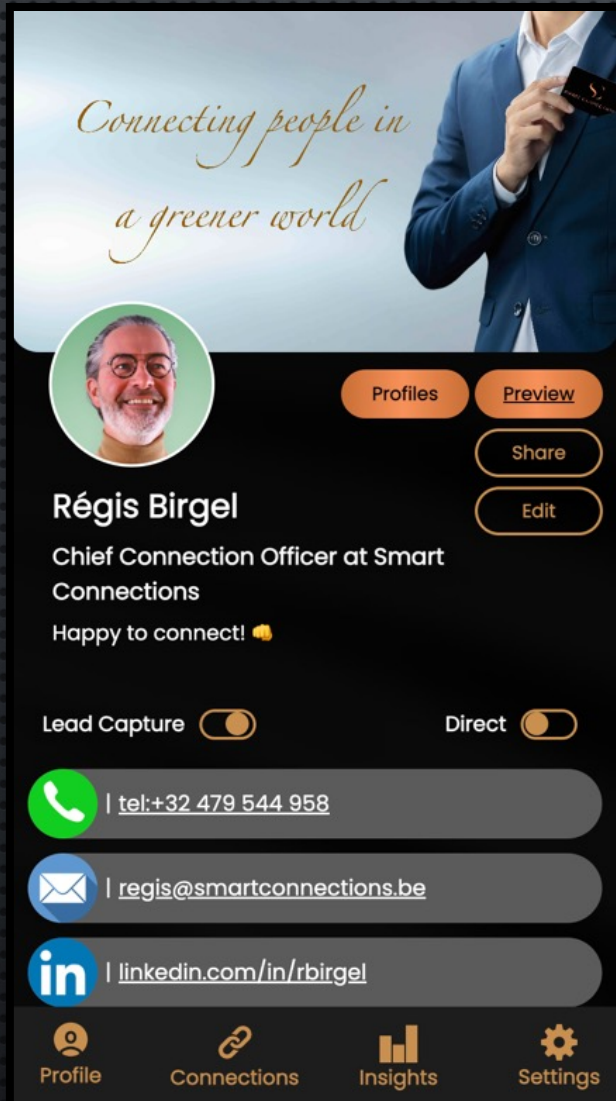 Connecting people in
a greener world
Profiles
Preview
Share
Edit
Régis Birgel
Chief Connection Officer at Smart
Connections
Happy to connect! 👊
Lead Capture
Direct
| tel:+32 479 544 958
| regis@smartconnections.be
in | linkedin.com/in/rbirgel
Profile
Connections
Insights
Settings